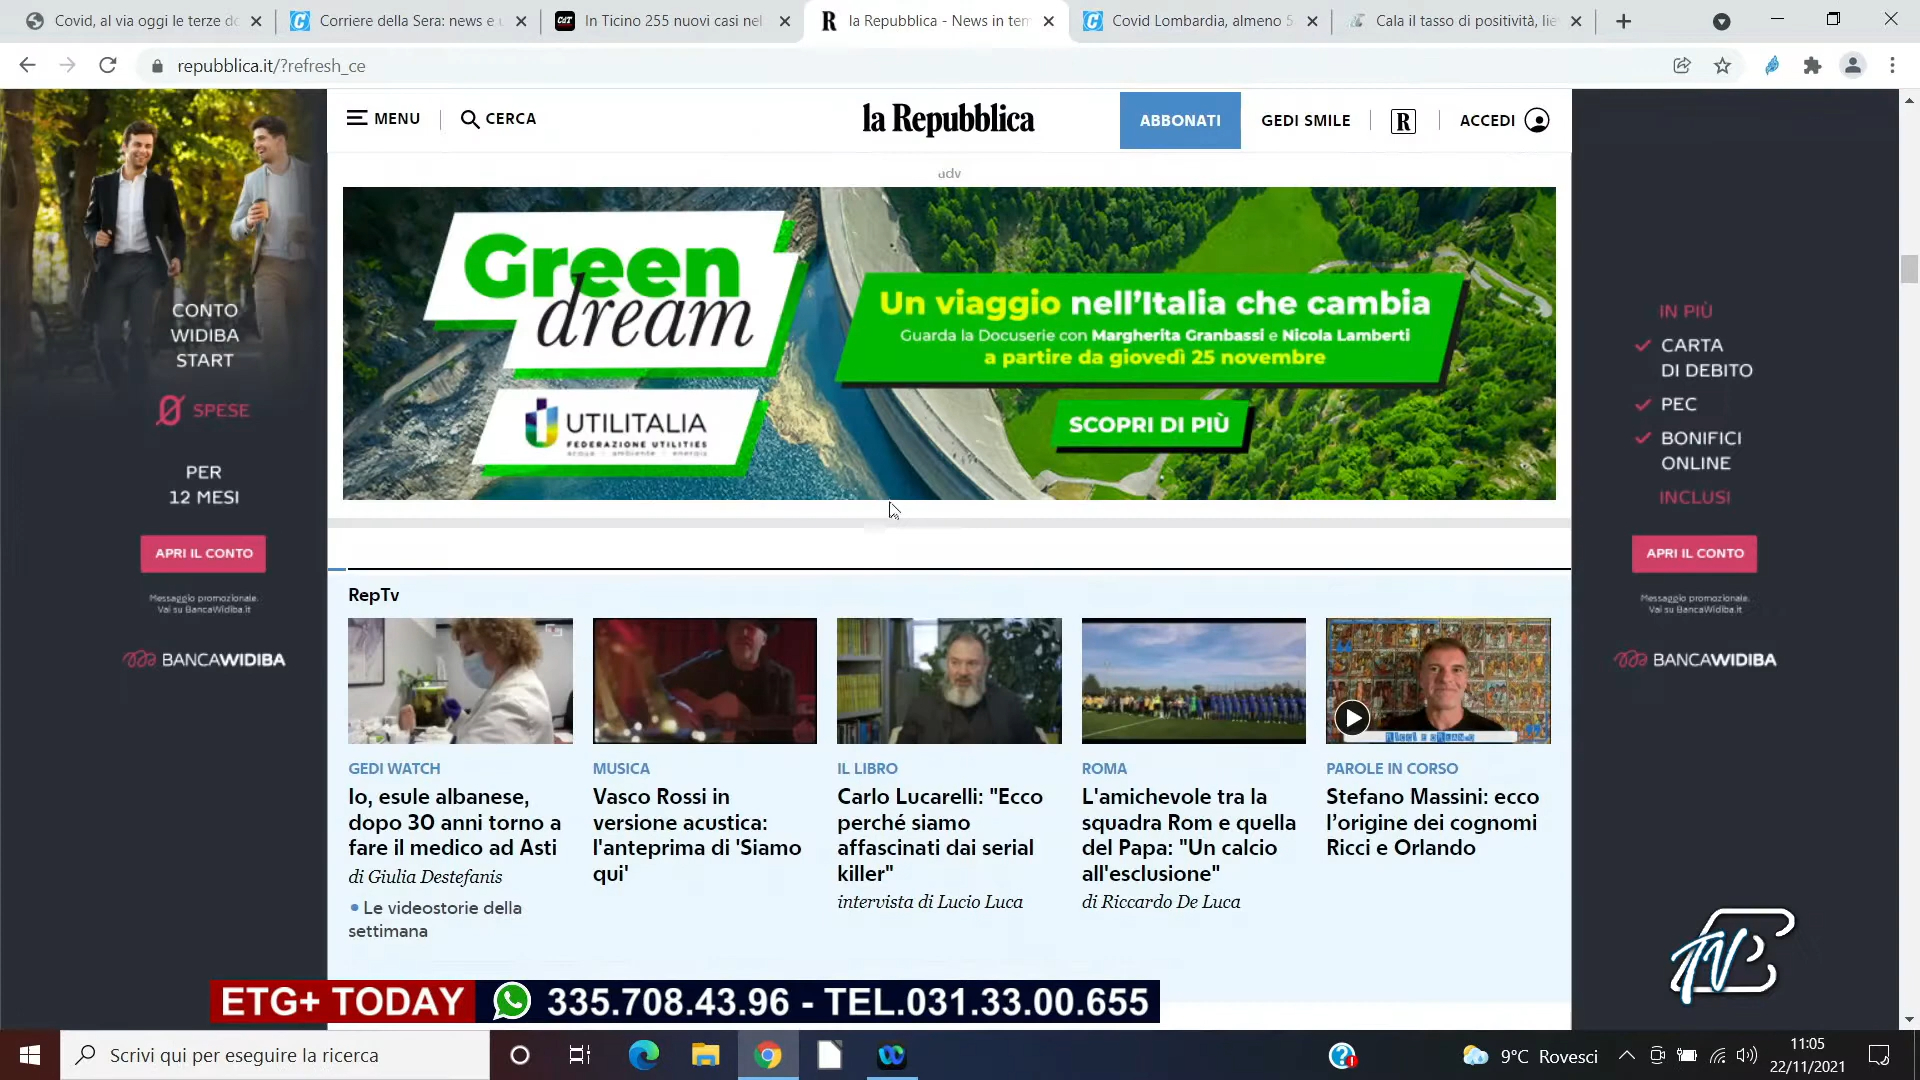 Covid, al via oggi le terze do
Corriere della Sera: news e u
CdT In Ticino 255 nuovi casi nel
la Repubblica - News in tem
Covid Lombardia, almeno 5
Cala il tasso di positività, lie
repubblica.it/?refresh_ce
MENU
CERCA
la Repubblica
ABBONATI
GEDI SMILE
R
ACCEDI
adv
Green
dream
UTILITALIA
FEDERAZIONE UTILITIES
acqua ambiente energia
Un viaggio nell'Italia che cambia
Guarda la Docuserie con Margherita Granbassi e Nicola Lamberti
a partire da giovedì 25 novembre
SCOPRI DI PIÙ
CONTO
WIDIBA
START
Ø SPESE
PER
12 MESI
APRI IL CONTO
Messaggio promozionale.
Vai su BancaWidiba.it
BANCAWIDIBA
IN PIÙ
CARTA
DI DEBITO
PEC
BONIFICI
ONLINE
INCLUSI
APRI IL CONTO
Messaggio promozionale.
Vai su BancaWidiba.it
BANCAWIDIBA
RepTv
RICCI E ORLANDO
GEDI WATCH
Io, esule albanese,
dopo 30 anni torno a
fare il medico ad Asti
di Giulia Destefanis
• Le videostorie della
settimana
MUSICA
Vasco Rossi in
versione acustica:
l'anteprima di 'Siamo
qui'
IL LIBRO
Carlo Lucarelli: "Ecco
perché siamo
affascinati dai serial
killer"
intervista di Lucio Luca
ROMA
L'amichevole tra la
squadra Rom e quella
del Papa: "Un calcio
all'esclusione"
di Riccardo De Luca
PAROLE IN CORSO
Stefano Massini: ecco
l'origine dei cognomi
Ricci e Orlando
ETG+ TODAY 335.708.43.96 - TEL.031.33.00.655
Scrivi qui per eseguire la ricerca
9°C Rovesci
11:05
22/11/2021